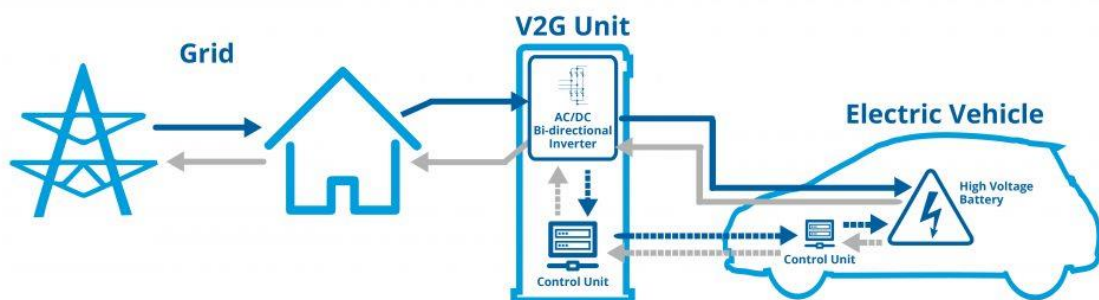 V2G Unit
Grid
AC/DC
Bi-directional
Inverter
Electric Vehicle
High Voltage
Battery
Control Unit
Control Unit